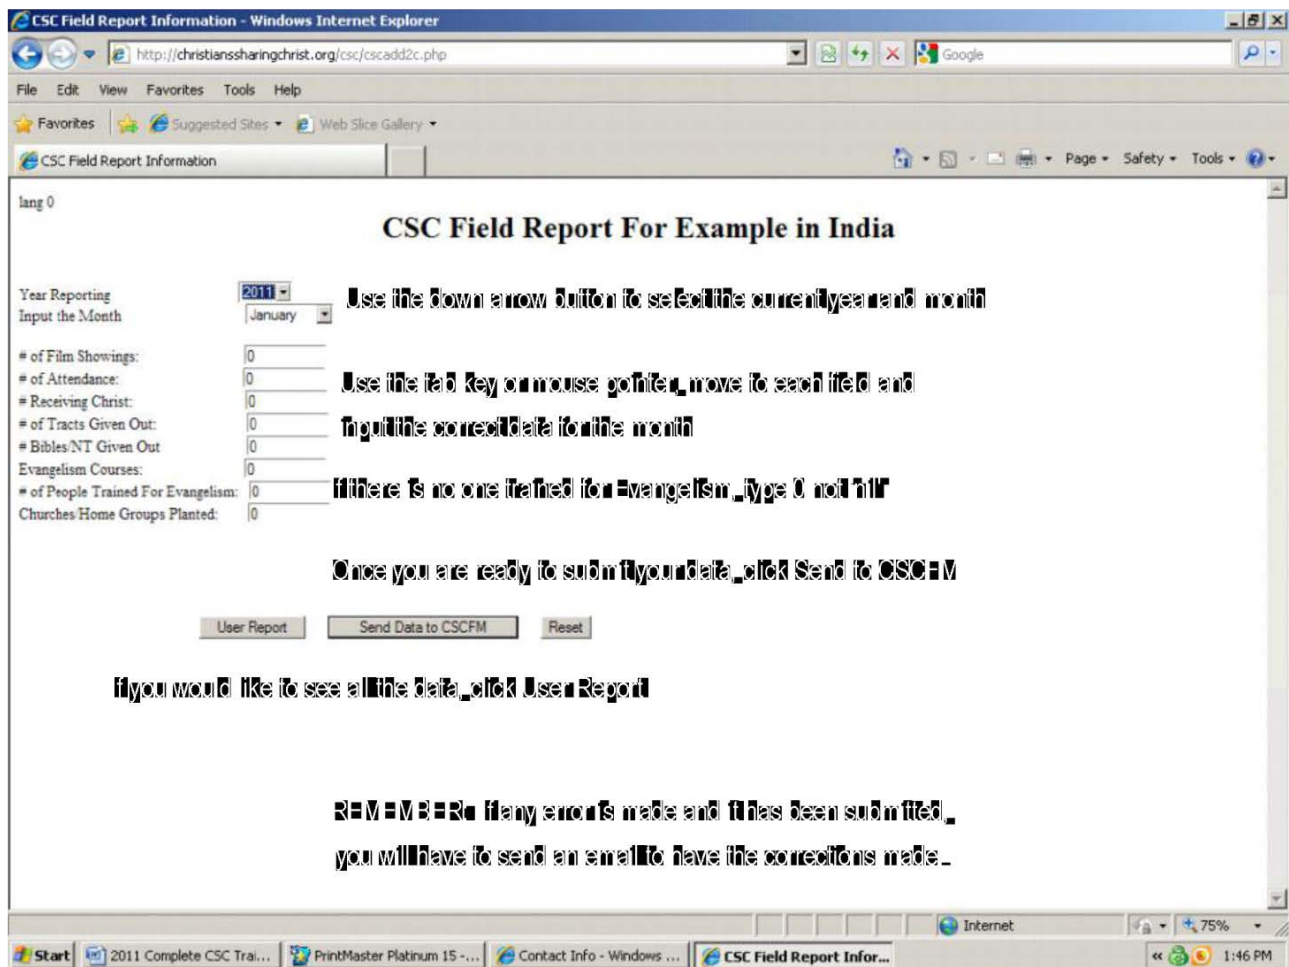 CSC Field Report Information - Windows Internet Explorer
http://christianssharingchrist.org/csc/cscadd2c.php
Google
File Edit View Favorites Tools Help
Favorites Suggested Sites Web Slice Gallery
CSC Field Report Information
Page Safety Tools
lang 0
CSC Field Report For Example in India
Year Reporting 2011
Use the down arrow button to select the current year and month
Input the Month January
# of Film Showings: 0
# of Attendance: 0
Use the tab key or mouse pointer, move to each field and
# Receiving Christ: 0
# of Tracts Given Out: 0
input the correct data for the month
# Bibles/NT Given Out 0
Evangelism Courses: 0
# of People Trained For Evangelism: 0
If there is no one trained for Evangelism, type 0 not "nil"
Churches/Home Groups Planted: 0
Once you are ready to submit your data, click Send to CSCFM
User Report Send Data to CSCFM Reset
If you would like to see all the data, click User Report
REMEMBER: If any error is made and it has been submitted,
you will have to send an email to have the corrections made.
Internet 75%
Start 2011 Complete CSC Trai... PrintMaster Platinum 15 -... Contact Info - Windows ... CSC Field Report Infor... 1:46 PM